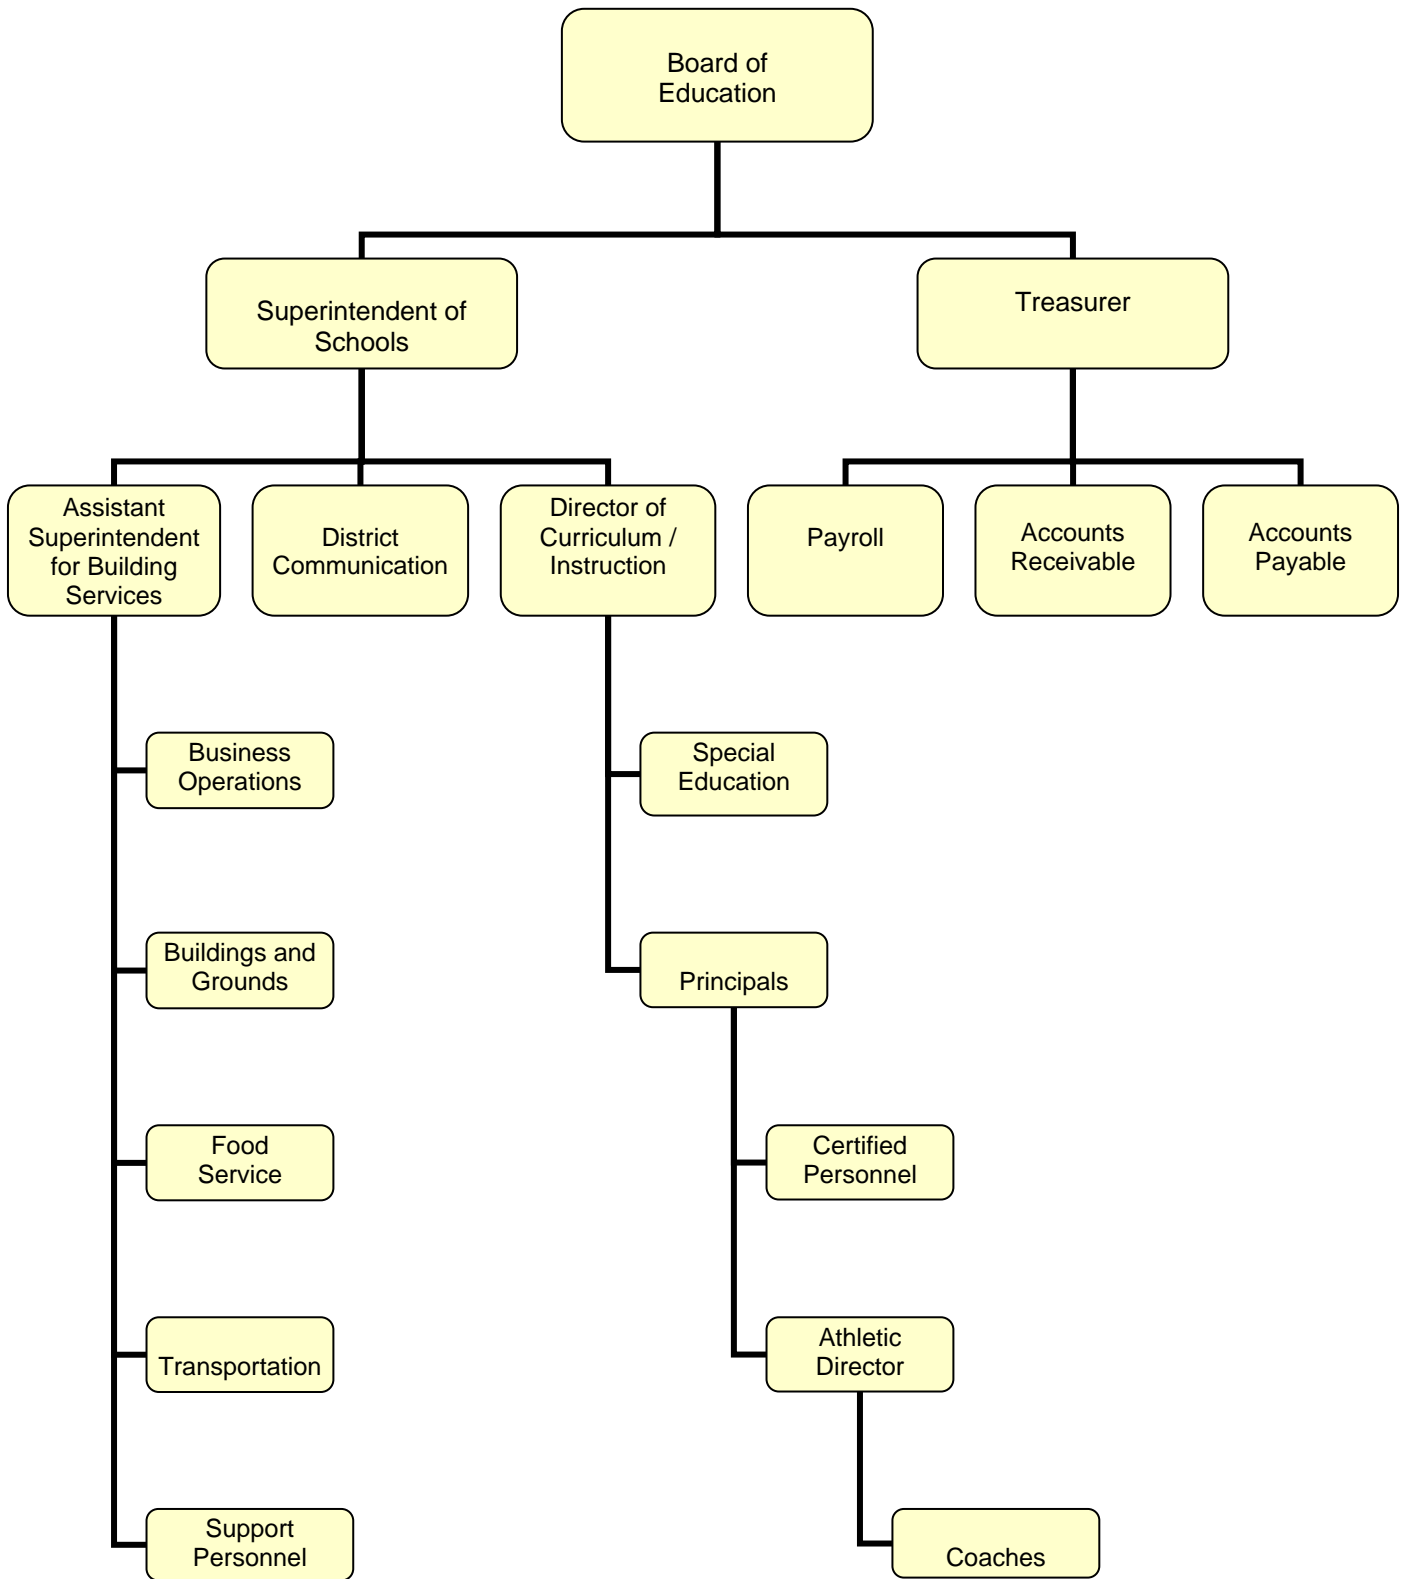 Board of
Education
Superintendent of
Schools
Treasurer
Assistant
Superintendent
for Building
Services
District
Communication
Director of
Curriculum /
Instruction
Payroll
Accounts
Receivable
Accounts
Payable
Business
Operations
Special
Education
Buildings and
Grounds
Principals
Food
Service
Certified
Personnel
Transportation
Athletic
Director
Support
Personnel
Coaches